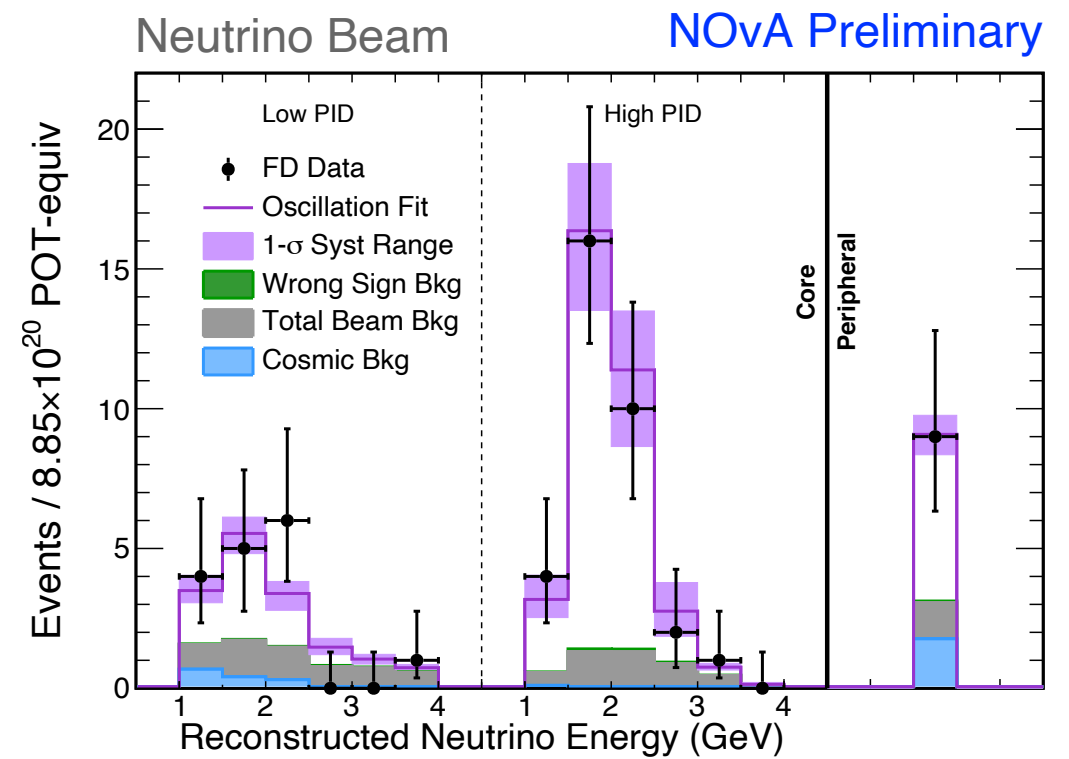 Neutrino Beam
NOvA Preliminary
Events / 8.85×10²⁰ POT-equiv
20
15
10
5
0
Low PID
High PID
FD Data
Oscillation Fit
1-σ Syst Range
Wrong Sign Bkg
Total Beam Bkg
Cosmic Bkg
Core
Peripheral
1 2 3 4 1 2 3 4
Reconstructed Neutrino Energy (GeV)